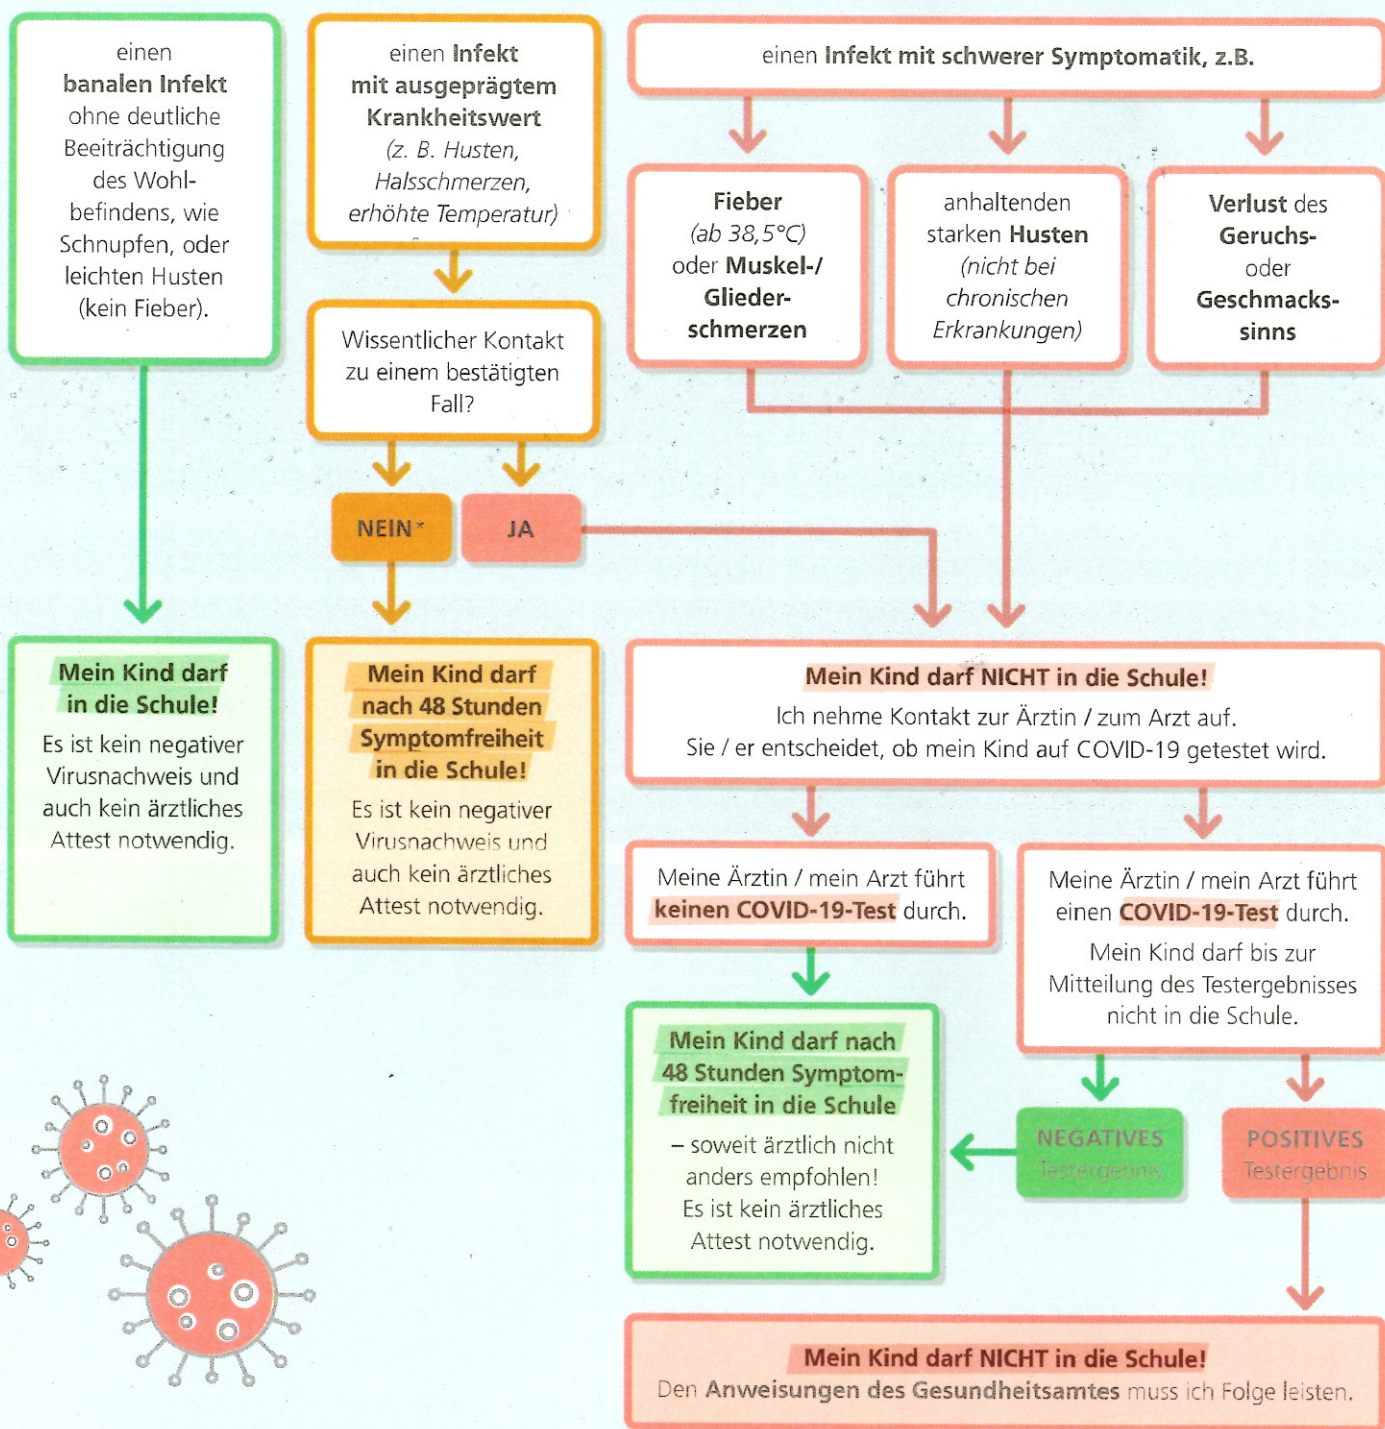 einen
banalen Infekt
ohne deutliche
Beeiträchtigung
des Wohl-
befindens, wie
Schnupfen, oder
leichten Husten
(kein Fieber).
einen Infekt
mit ausgeprägtem
Krankheitswert
(z. B. Husten,
Halsschmerzen,
erhöhte Temperatur)
Wissentlicher Kontakt
zu einem bestätigten
Fall?
NEIN*
JA
einen Infekt mit schwerer Symptomatik, z.B.
Fieber
(ab 38,5°C)
oder Muskel-/
Glieder-
schmerzen
anhaltenden
starken Husten
(nicht bei
chronischen
Erkrankungen)
Verlust des
Geruchs-
oder
Geschmacks-
sinns
Mein Kind darf
in die Schule!
Es ist kein negativer
Virusnachweis und
auch kein ärztliches
Attest notwendig.
Mein Kind darf
nach 48 Stunden
Symptomfreiheit
in die Schule!
Es ist kein negativer
Virusnachweis und
auch kein ärztliches
Attest notwendig.
Mein Kind darf NICHT in die Schule!
Ich nehme Kontakt zur Ärztin / zum Arzt auf.
Sie / er entscheidet, ob mein Kind auf COVID-19 getestet wird.
Meine Ärztin / mein Arzt führt
keinen COVID-19-Test durch.
Meine Ärztin / mein Arzt führt
einen COVID-19-Test durch.
Mein Kind darf bis zur
Mitteilung des Testergebnisses
nicht in die Schule.
Mein Kind darf nach
48 Stunden Symptom-
freiheit in die Schule
– soweit ärztlich nicht
anders empfohlen!
Es ist kein ärztliches
Attest notwendig.
NEGATIVES
Testergebnis
POSITIVES
Testergebnis
Mein Kind darf NICHT in die Schule!
Den Anweisungen des Gesundheitsamtes muss ich Folge leisten.